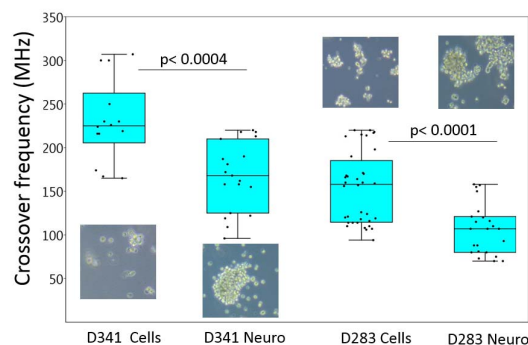 Crossover frequency (MHz)
350
300
250
200
150
100
50
p< 0.0004
p< 0.0001
D341 Cells
D341 Neuro
D283 Cells
D283 Neuro